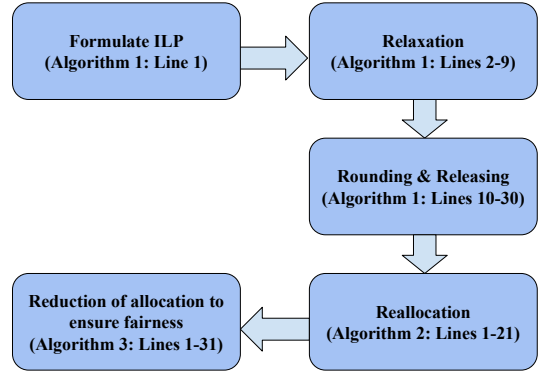 Formulate ILP
(Algorithm 1: Line 1)
Relaxation
(Algorithm 1: Lines 2-9)
Rounding & Releasing
(Algorithm 1: Lines 10-30)
Reallocation
(Algorithm 2: Lines 1-21)
Reduction of allocation to
ensure fairness
(Algorithm 3: Lines 1-31)